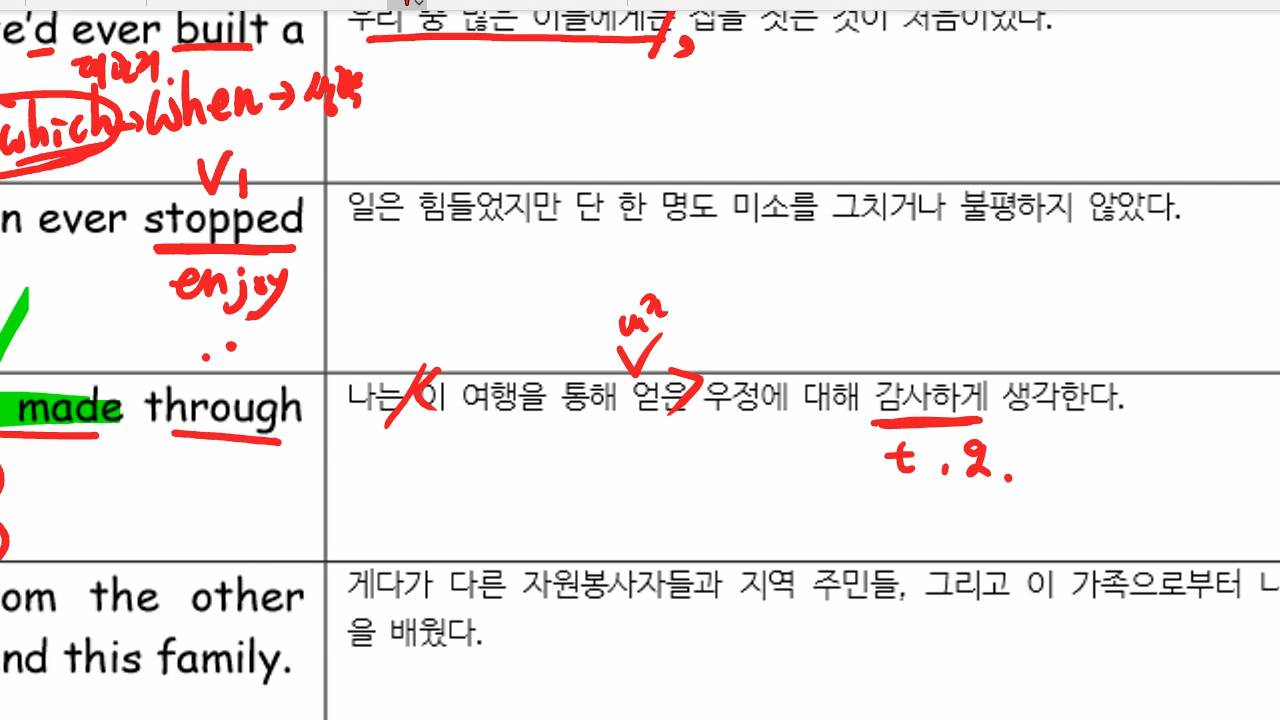 e'd ever built a
우리 중 많은 이들에게는 집을 짓는 것이 처음이었다.
which → when →
V 1
n ever stopped
일은 힘들었지만 단 한 명도 미소를 그치거나 불평하지 않았다.
enjoy
made through
나는 이 여행을 통해 얻은 우정에 대해 감사하게 생각한다.
t . 2 .
om the other
게다가 다른 자원봉사자들과 지역 주민들, 그리고 이 가족으로부터
을 배웠다.
nd this family.